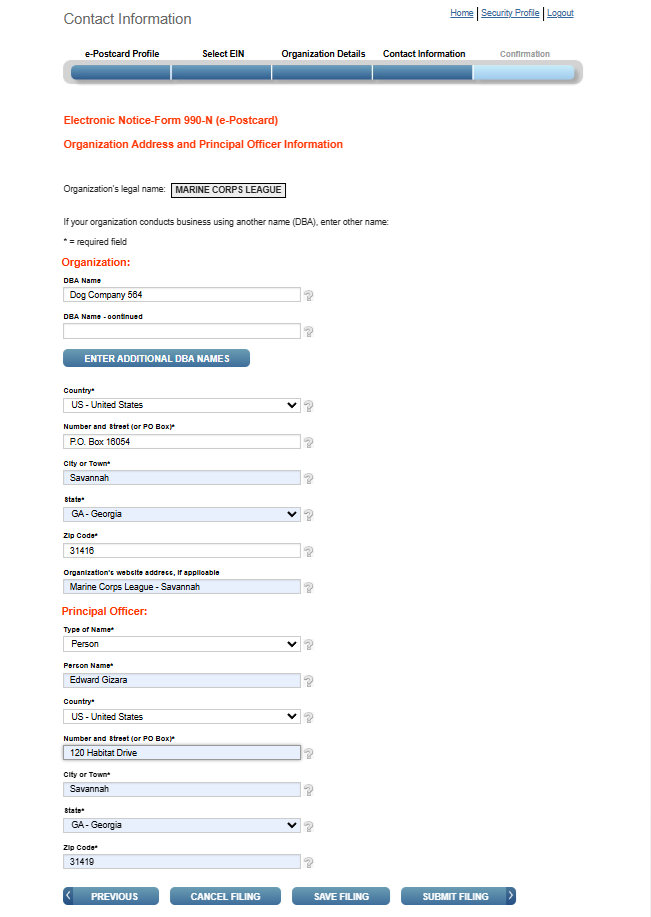 Contact Information
Home | Security Profile | Logout
e-Postcard Profile Select EIN Organization Details Contact Information Confirmation
Electronic Notice-Form 990-N (e-Postcard)
Organization Address and Principal Officer Information
Organization's legal name: MARINE CORPS LEAGUE
If your organization conducts business using another name (DBA), enter other name:
* = required field
Organization:
DBA Name
Dog Company 564
?
DBA Name - continued
?
ENTER ADDITIONAL DBA NAMES
Country*
US - United States
?
Number and Street (or PO Box)*
P.O. Box 16054
?
City or Town*
Savannah
?
State*
GA - Georgia
?
Zip Code*
31416
?
Organization's website address, if applicable
Marine Corps League - Savannah
?
Principal Officer:
Type of Name*
Person
?
Person Name*
Edward Gizara
?
Country*
US - United States
?
Number and Street (or PO Box)*
120 Habitat Drive
?
City or Town*
Savannah
?
State*
GA - Georgia
?
Zip Code*
31419
?
PREVIOUS CANCEL FILING SAVE FILING SUBMIT FILING